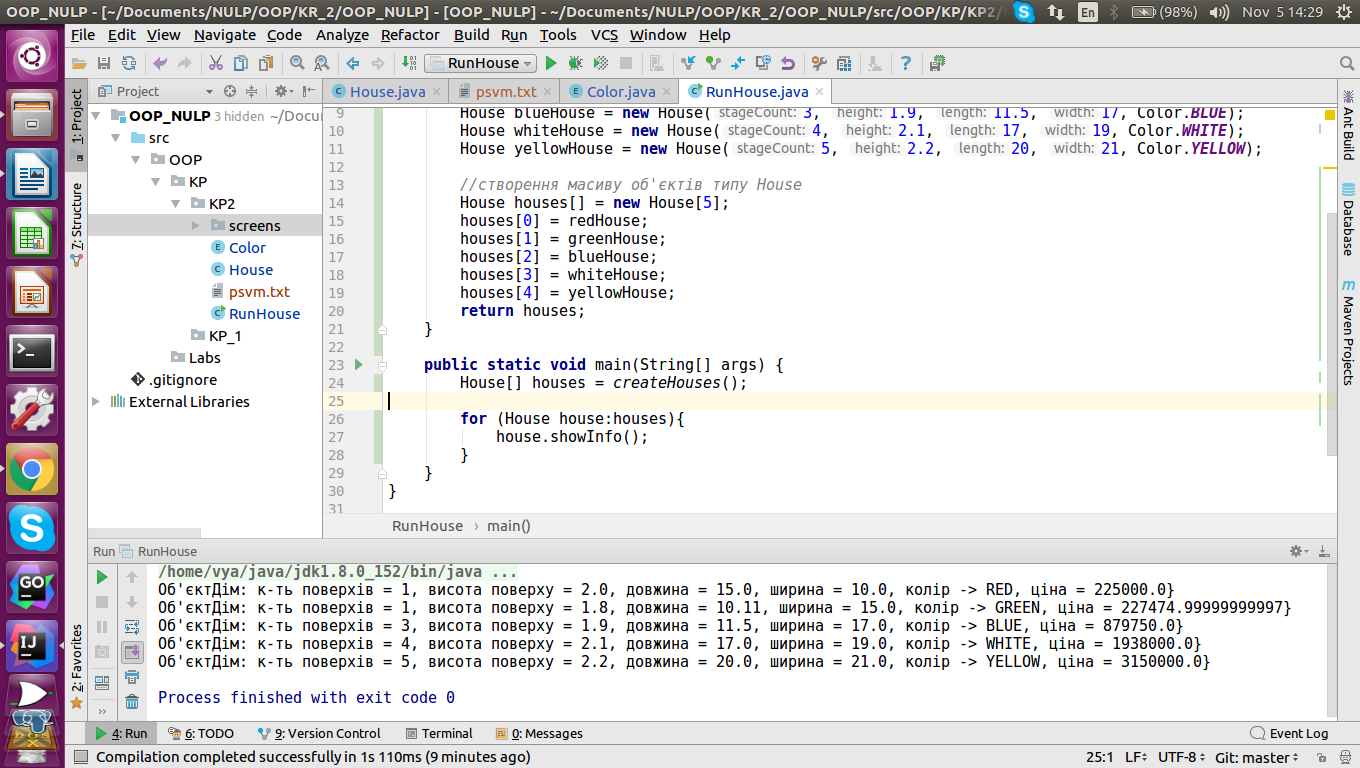 OOP_NULP - [~/Documents/NULP/OOP/KR_2/OOP_NULP] - [OOP_NULP] - ~/Documents/NULP/OOP/KR_2/OOP_NULP/src/OOP/KP/KP2/
En (98%) Nov 5 14:29
File Edit View Navigate Code Analyze Refactor Build Run Tools VCS Window Help
RunHouse
1: Project
7: Structure
2: Favorites
Project
House.java psvm.txt Color.java RunHouse.java
OOP_NULP 3 hidden ~/Docu
src
OOP
KP
KP2
screens
Color
House
psvm.txt
RunHouse
KP_1
Labs
.gitignore
External Libraries
9 House blueHouse = new House( stageCount: 3, height: 1.9, length: 11.5, width: 17, Color.BLUE);
10 House whiteHouse = new House( stageCount: 4, height: 2.1, length: 17, width: 19, Color.WHITE);
11 House yellowHouse = new House( stageCount: 5, height: 2.2, length: 20, width: 21, Color.YELLOW);
12
13 //створення масиву об'єктів типу House
14 House houses[] = new House[5];
15 houses[0] = redHouse;
16 houses[1] = greenHouse;
17 houses[2] = blueHouse;
18 houses[3] = whiteHouse;
19 houses[4] = yellowHouse;
20 return houses;
21 }
22
23 public static void main(String[] args) {
24 House[] houses = createHouses();
25
26 for (House house:houses){
27 house.showInfo();
28 }
29 }
30 }
31
RunHouse › main()
Ant Build
Database
Maven Projects
Run RunHouse
/home/vya/java/jdk1.8.0_152/bin/java ...
Об'єктДім: к-ть поверхів = 1, висота поверху = 2.0, довжина = 15.0, ширина = 10.0, колір -> RED, ціна = 225000.0}
Об'єктДім: к-ть поверхів = 1, висота поверху = 1.8, довжина = 10.11, ширина = 15.0, колір -> GREEN, ціна = 227474.99999999997}
Об'єктДім: к-ть поверхів = 3, висота поверху = 1.9, довжина = 11.5, ширина = 17.0, колір -> BLUE, ціна = 879750.0}
Об'єктДім: к-ть поверхів = 4, висота поверху = 2.1, довжина = 17.0, ширина = 19.0, колір -> WHITE, ціна = 1938000.0}
Об'єктДім: к-ть поверхів = 5, висота поверху = 2.2, довжина = 20.0, ширина = 21.0, колір -> YELLOW, ціна = 3150000.0}
Process finished with exit code 0
4: Run 6: TODO 9: Version Control Terminal 0: Messages Event Log
Compilation completed successfully in 1s 110ms (9 minutes ago) 25:1 LF UTF-8 Git: master